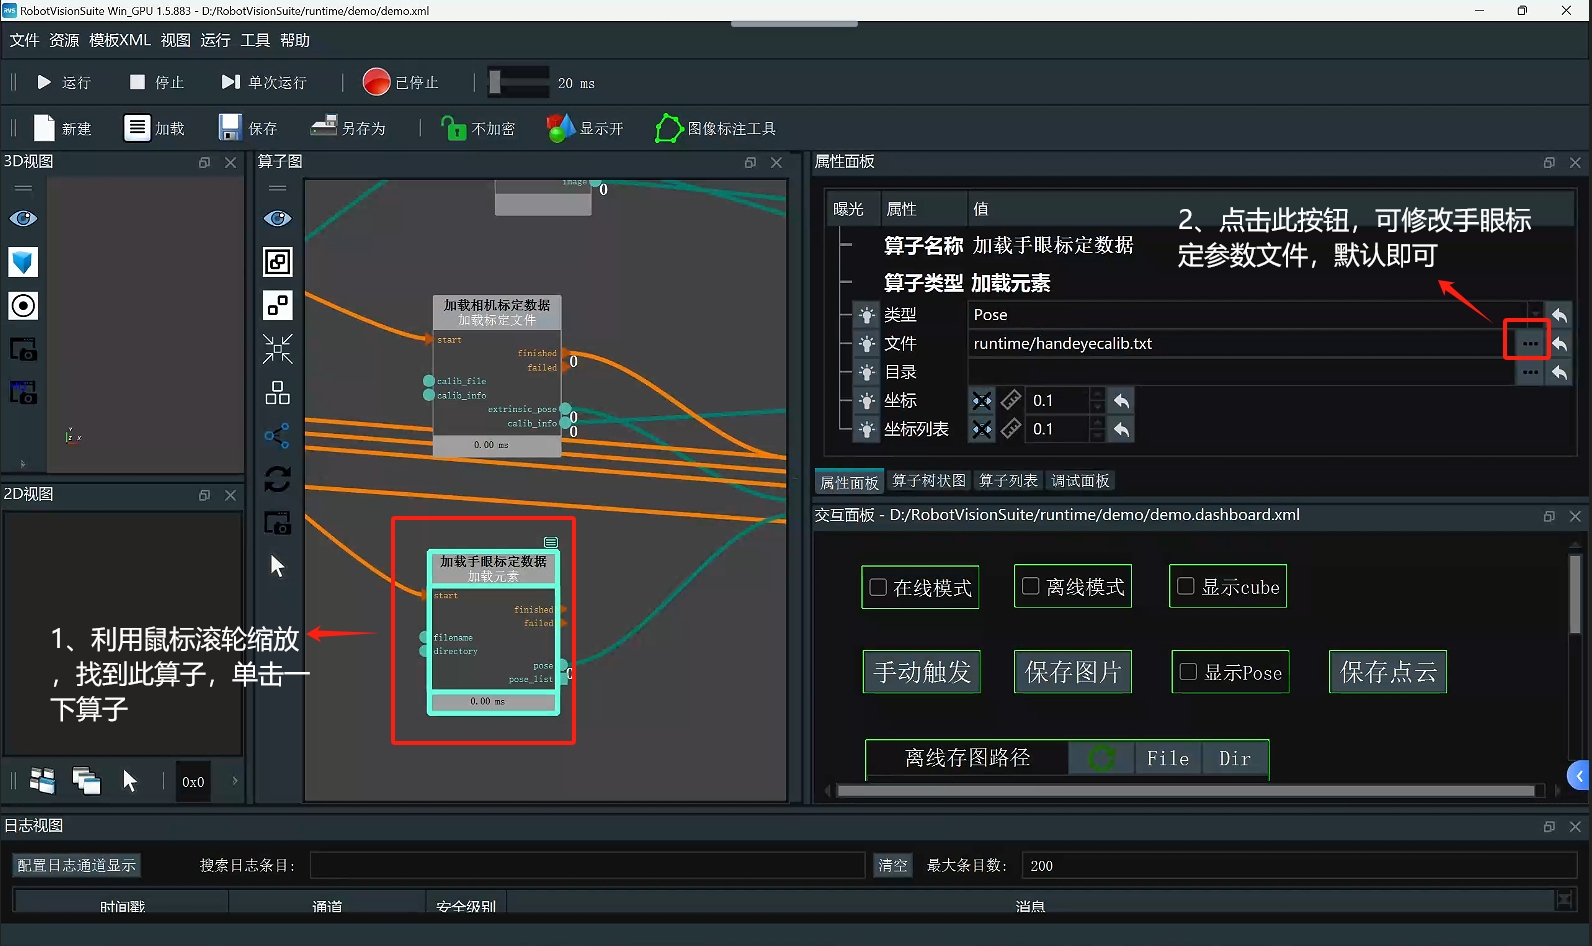 RobotVisionSuite Win_GPU 1.5.883 - D:/RobotVisionSuite/runtime/demo/demo.xml
文件 资源 模板XML 视图 运行 工具 帮助
运行 停止 单次运行 已停止 20 ms
新建 加载 保存 另存为 不加密 显示开 图像标注工具
3D视图
算子图
属性面板
image
0
曝光 属性 值
算子名称 加载手眼标定数据
算子类型 加载元素
类型 Pose
文件 runtime/handeyecalib.txt
目录
坐标 0.1
坐标列表 0.1
2、点击此按钮，可修改手眼标
定参数文件，默认即可
加载相机标定数据
加载标定文件
start
finished
0
failed
calib_file
calib_info
extrinsic_pose
0
calib_info
0
0.00 ms
属性面板 算子树状图 算子列表 调试面板
2D视图
交互面板 - D:/RobotVisionSuite/runtime/demo/demo.dashboard.xml
加载手眼标定数据
加载元素
start
finished
failed
filename
directory
pose
pose_list
0
0.00 ms
1、利用鼠标滚轮缩放
，找到此算子，单击一
下算子
在线模式 离线模式 显示cube
手动触发 保存图片 显示Pose 保存点云
离线存图路径 File Dir
0x0
日志视图
配置日志通道显示 搜索日志条目: 清空 最大条目数: 200
时间戳 通道 安全级别 消息